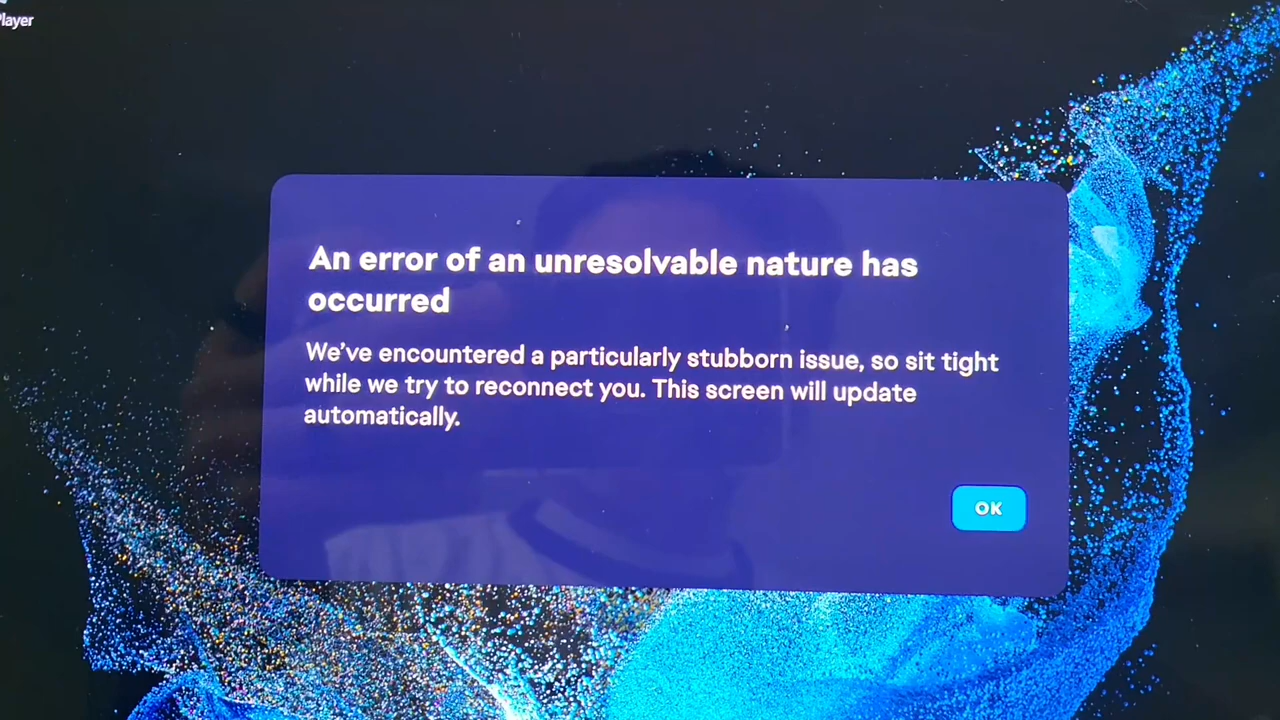 Player
An error of an unresolvable nature has
occurred
We’ve encountered a particularly stubborn issue, so sit tight
while we try to reconnect you. This screen will update
automatically.
OK